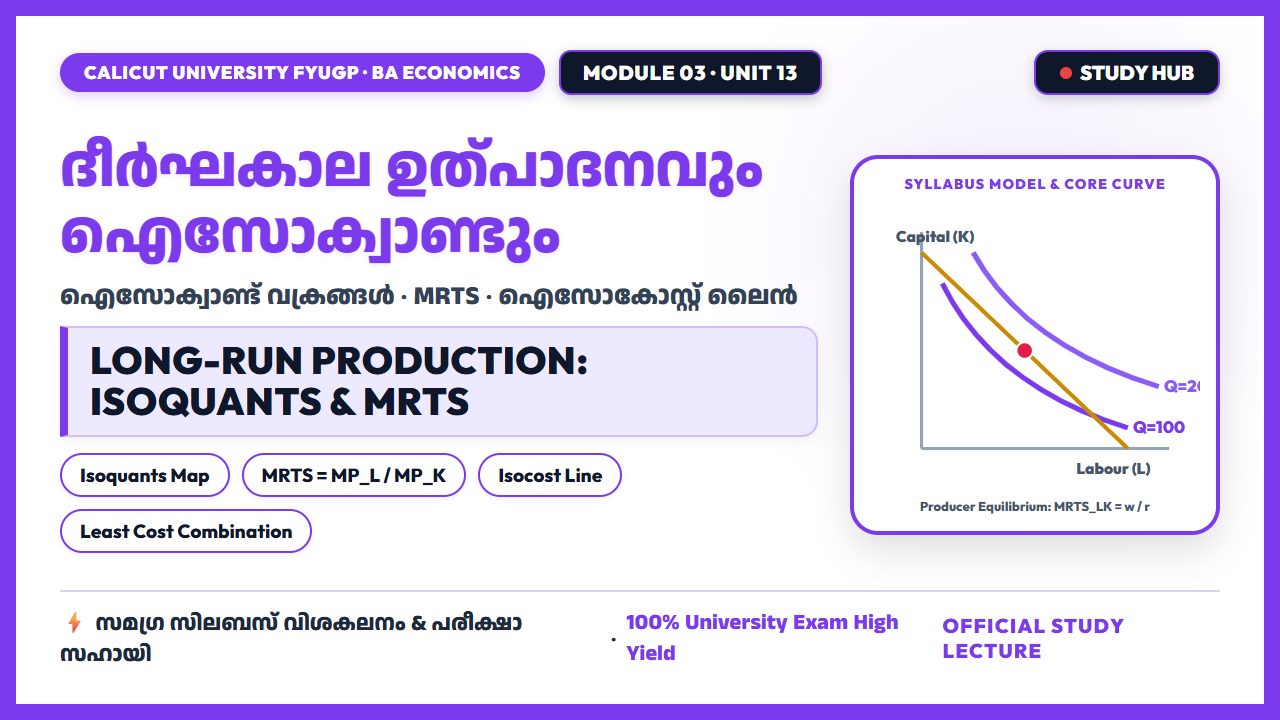 CALICUT UNIVERSITY FYUGP · BA ECONOMICS
MODULE 03 · UNIT 13
STUDY HUB
ദീർഘകാല ഉത്പാദനവും
ഐസോക്വാണ്ടും
ഐസോക്വാണ്ട് വക്രങ്ങൾ · MRTS · ഐസോകോസ്റ്റ് ലൈൻ
LONG-RUN PRODUCTION:
ISOQUANTS & MRTS
Isoquants Map
MRTS = MP_L / MP_K
Isocost Line
Least Cost Combination
SYLLABUS MODEL & CORE CURVE
Capital (K)
Q=100
Labour (L)
Producer Equilibrium: MRTS_LK = w / r
⚡ സമഗ്ര സിലബസ് വിശകലനം & പരീക്ഷാ
സഹായി
·
100% University Exam High
Yield
OFFICIAL STUDY
LECTURE